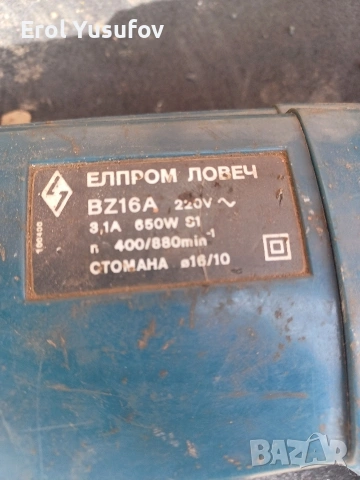 Erol Yusufov
ЕЛПРОМ ЛОВЕЧ
BZ16A 220V ~
3,1A 650W S1
n 400/880min⁻¹
СТОМАНА ø16/10
BAZAR